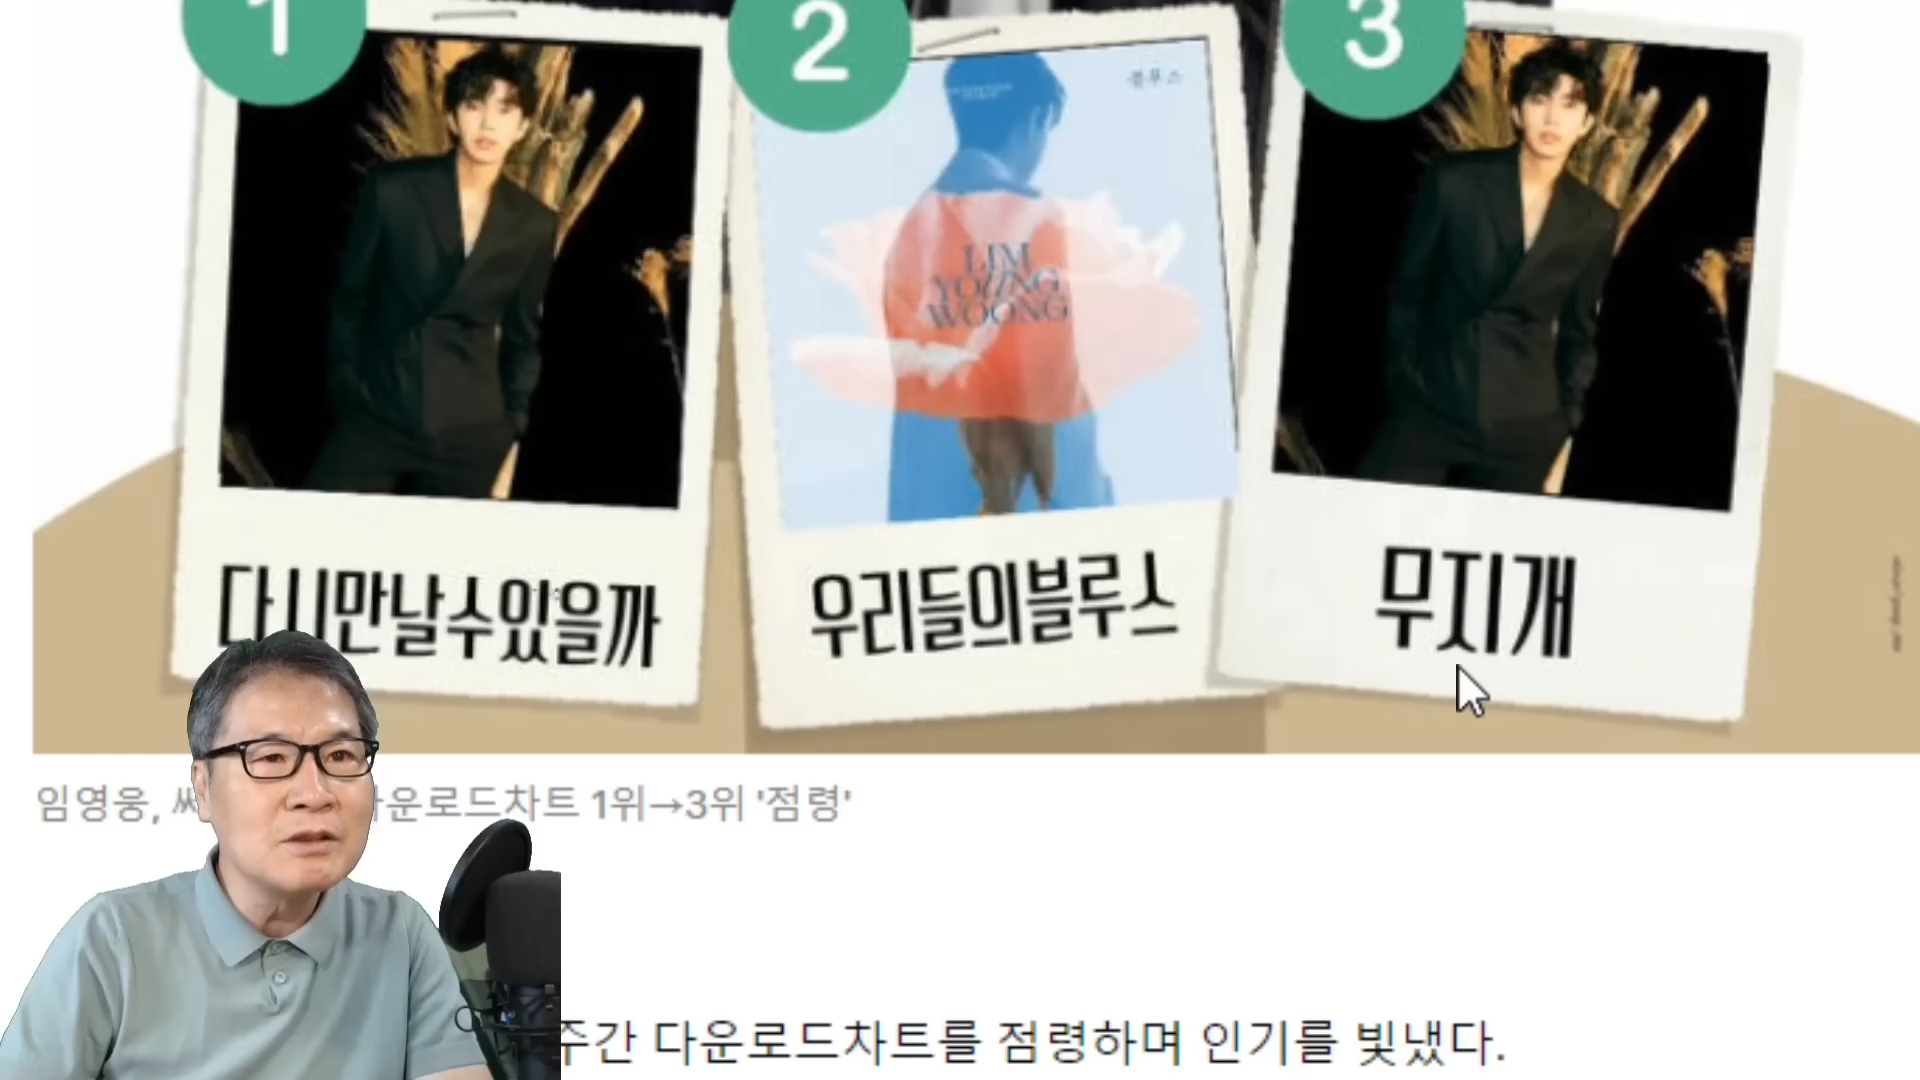 1
2
3
블루스
LIM
YOUNG
WOONG
다시만날수있을까
우리들의블루스
무지개
임영웅, 운로드차트 1위→3위 '점령'
주간 다운로드차트를 점령하며 인기를 빛냈다.